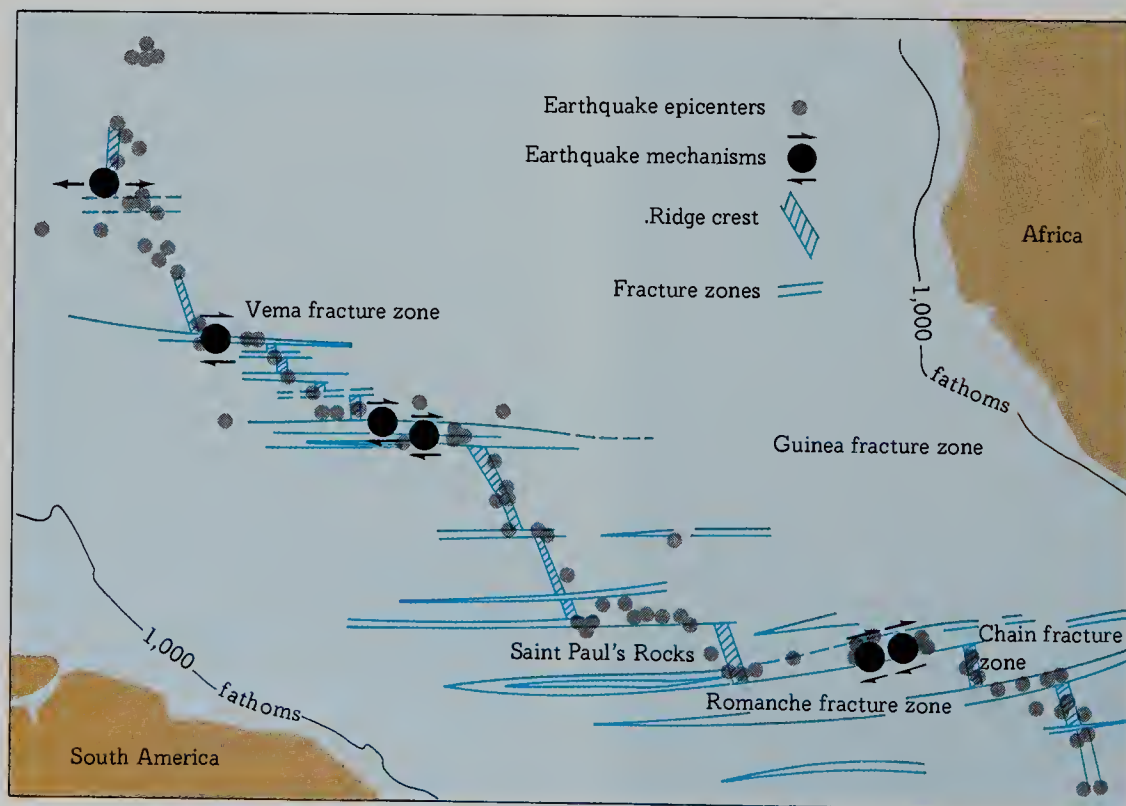 Earthquake epicenters
Earthquake mechanisms
.Ridge crest
Fracture zones
Africa
1,000
fathoms
Vema fracture zone
Guinea fracture zone
1,000
fathoms
Saint Paul's Rocks
Chain fracture
zone
Romanche fracture zone
South America